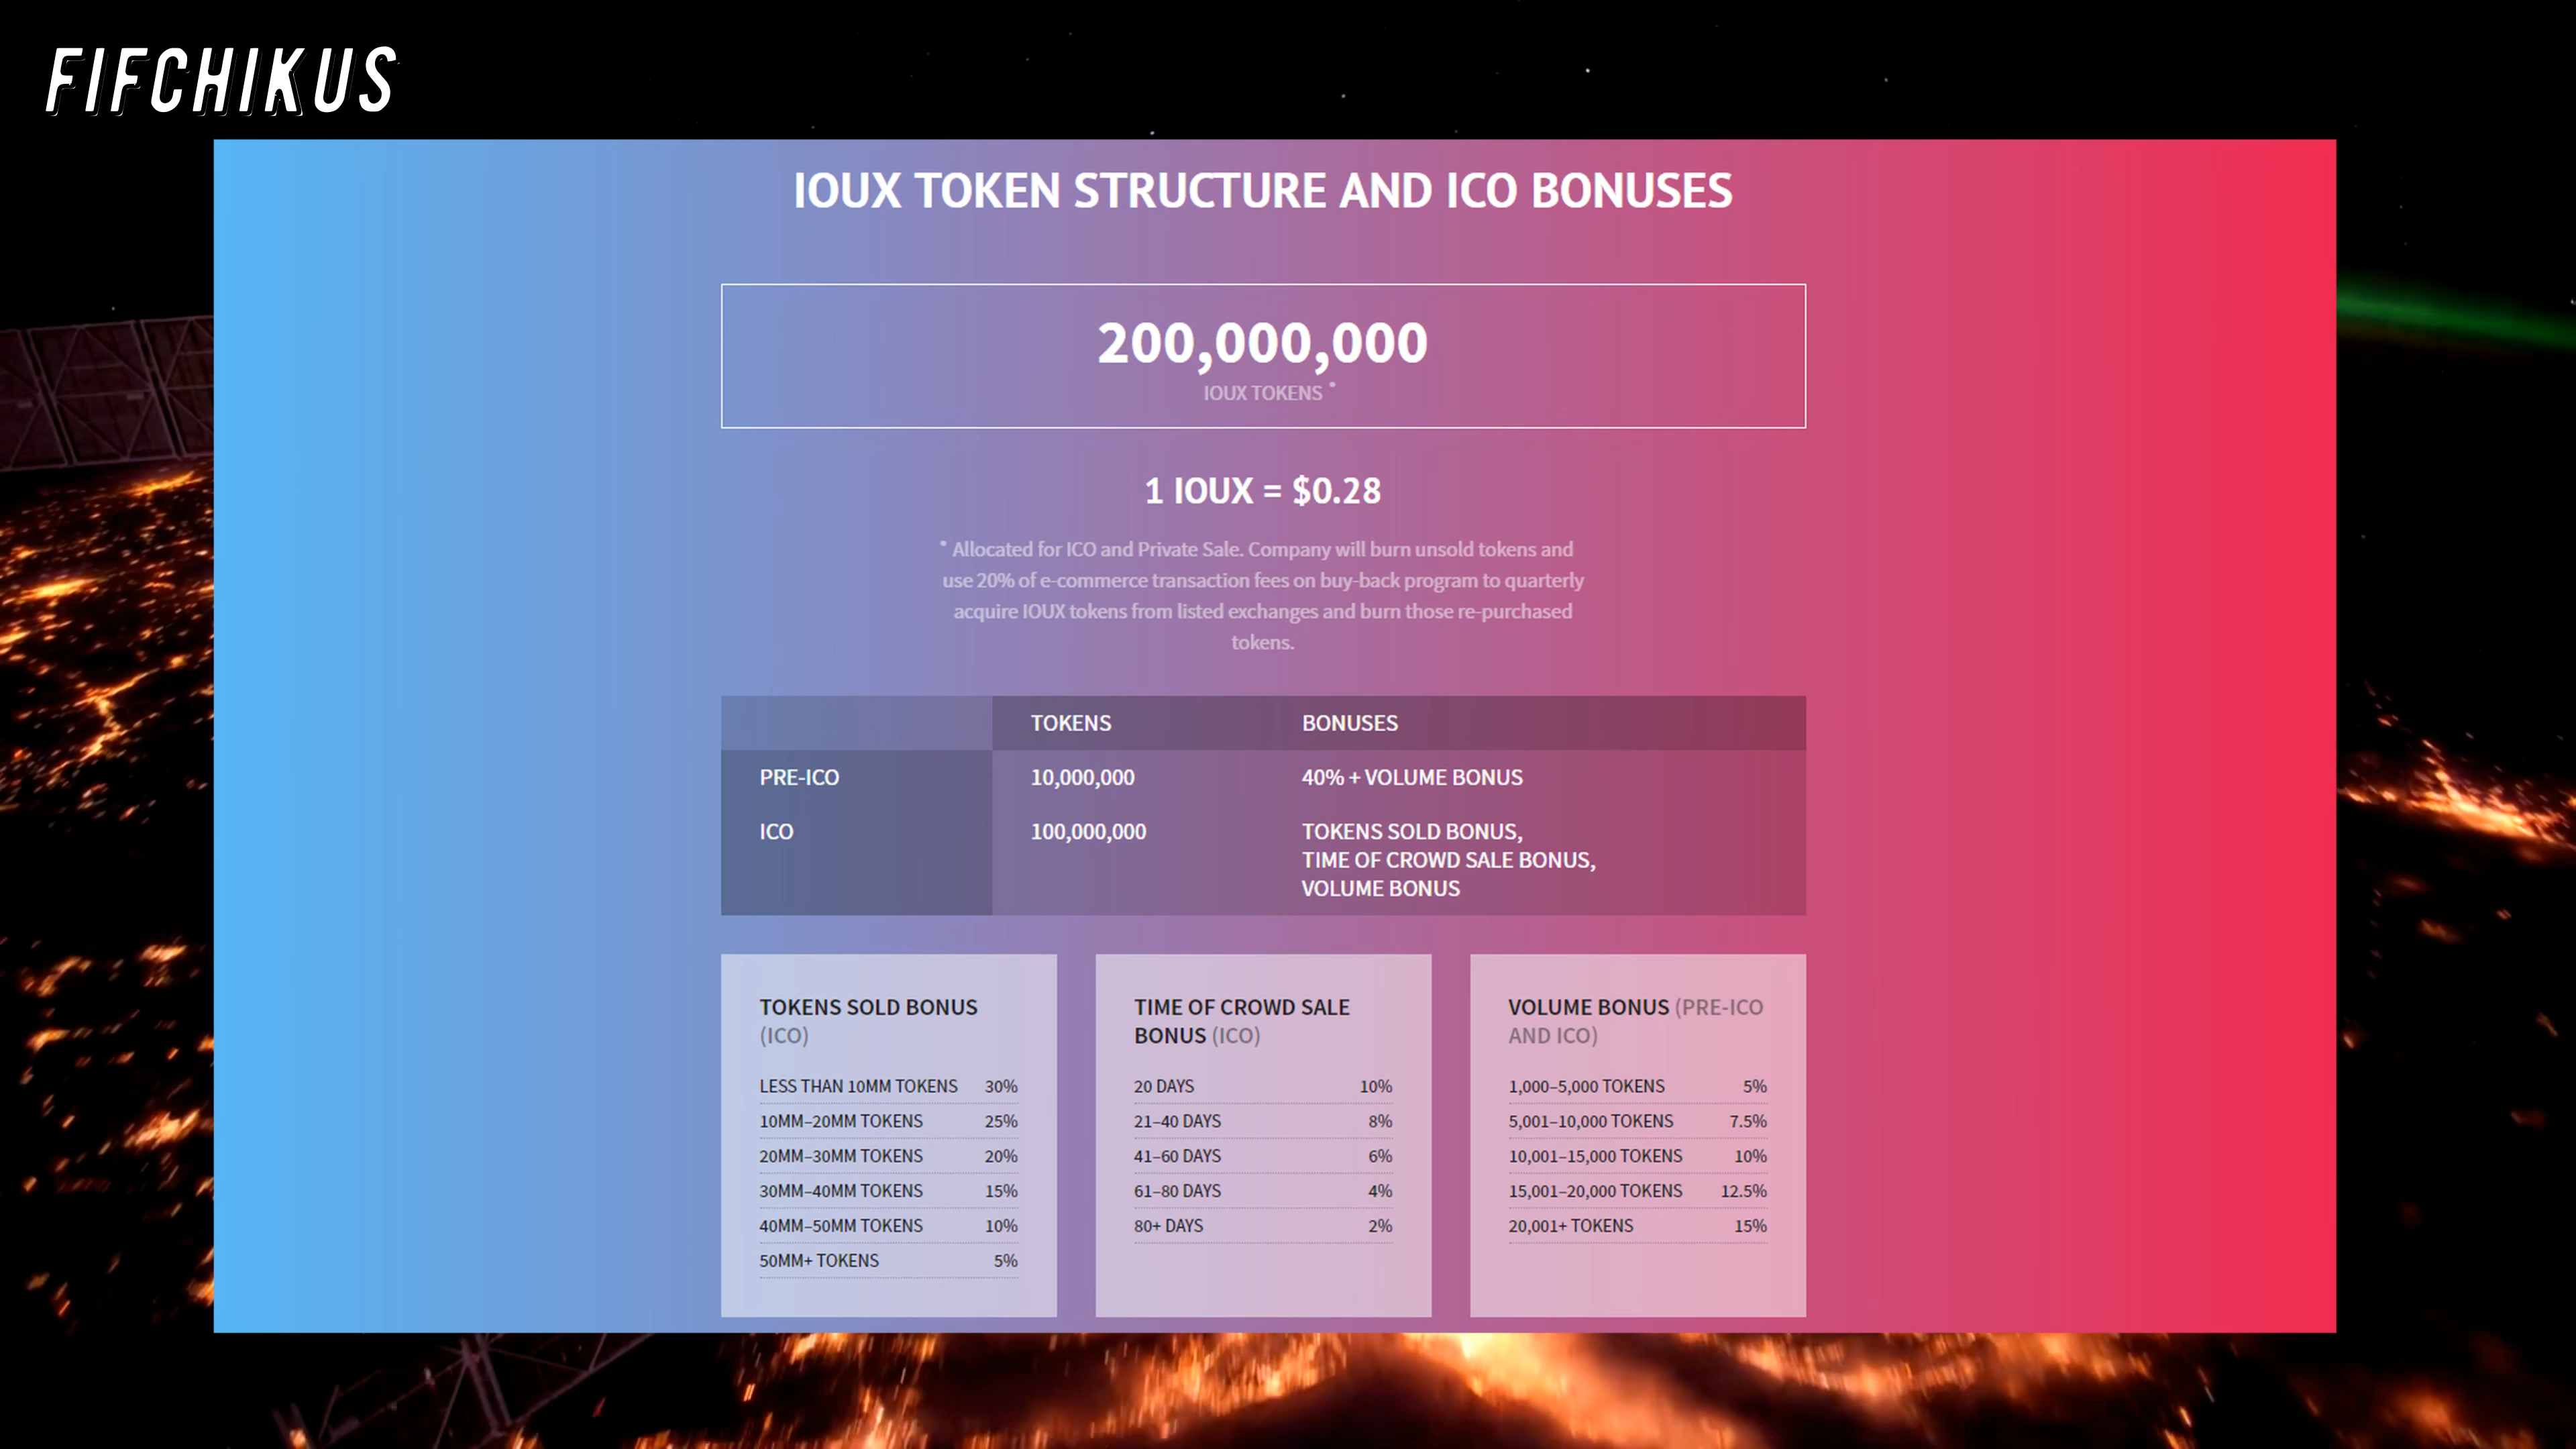 FIFCHIKUS
IOUX TOKEN STRUCTURE AND ICO BONUSES
200,000,000
IOUX TOKENS *
1 IOUX = $0.28
* Allocated for ICO and Private Sale. Company will burn unsold tokens and
use 20% of e-commerce transaction fees on buy-back program to quarterly
acquire IOUX tokens from listed exchanges and burn those re-purchased
tokens.
TOKENS BONUSES
PRE-ICO 10,000,000 40% + VOLUME BONUS
ICO 100,000,000 TOKENS SOLD BONUS,
TIME OF CROWD SALE BONUS,
VOLUME BONUS
TOKENS SOLD BONUS
(ICO)
LESS THAN 10MM TOKENS 30%
10MM–20MM TOKENS 25%
20MM–30MM TOKENS 20%
30MM–40MM TOKENS 15%
40MM–50MM TOKENS 10%
50MM+ TOKENS 5%
TIME OF CROWD SALE
BONUS (ICO)
20 DAYS 10%
21–40 DAYS 8%
41–60 DAYS 6%
61–80 DAYS 4%
80+ DAYS 2%
VOLUME BONUS (PRE-ICO
AND ICO)
1,000–5,000 TOKENS 5%
5,001–10,000 TOKENS 7.5%
10,001–15,000 TOKENS 10%
15,001–20,000 TOKENS 12.5%
20,001+ TOKENS 15%